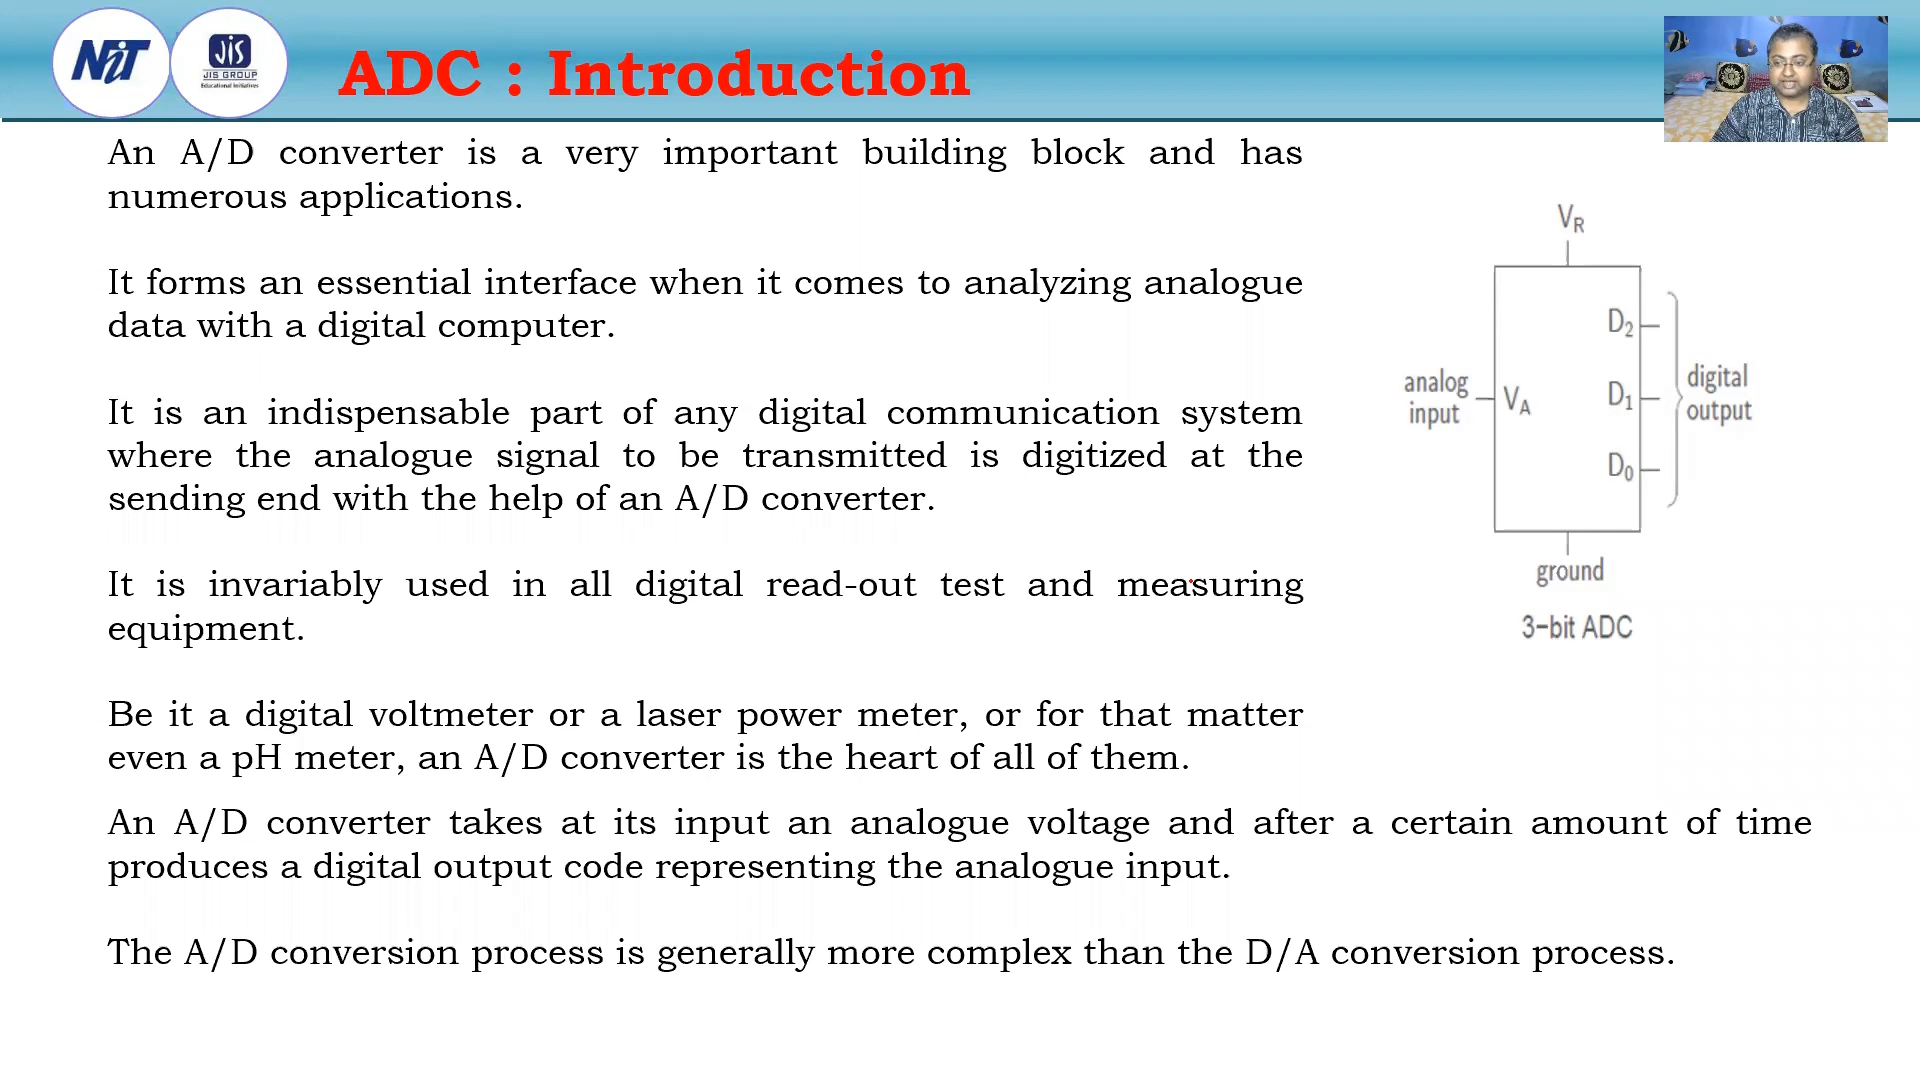 NiT
JIS
JIS GROUP
Educational Initiatives
ADC : Introduction
An A/D converter is a very important building block and has
numerous applications.
It forms an essential interface when it comes to analyzing analogue
data with a digital computer.
It is an indispensable part of any digital communication system
where the analogue signal to be transmitted is digitized at the
sending end with the help of an A/D converter.
It is invariably used in all digital read-out test and measuring
equipment.
Be it a digital voltmeter or a laser power meter, or for that matter
even a pH meter, an A/D converter is the heart of all of them.
An A/D converter takes at its input an analogue voltage and after a certain amount of time
produces a digital output code representing the analogue input.
The A/D conversion process is generally more complex than the D/A conversion process.
VR
D2
analog
input
VA
D1
digital
output
D0
ground
3-bit ADC